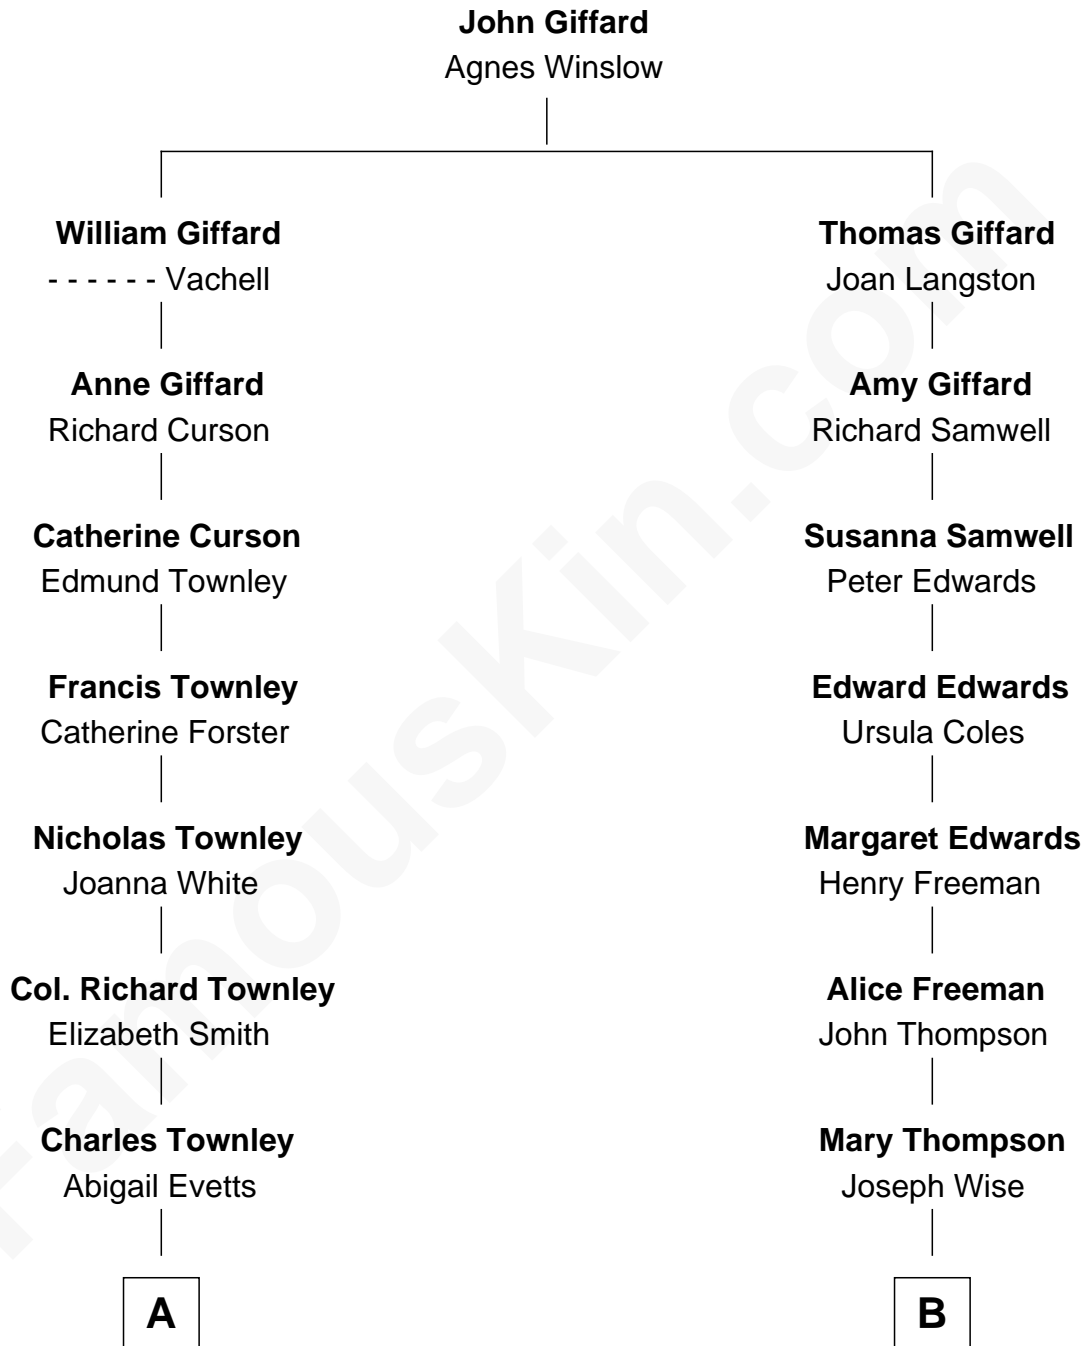 John Giffard
Agnes Winslow
William Giffard
- - - - - - Vachell
Thomas Giffard
Joan Langston
Anne Giffard
Richard Curson
Amy Giffard
Richard Samwell
Catherine Curson
Edmund Townley
Susanna Samwell
Peter Edwards
Francis Townley
Catherine Forster
Edward Edwards
Ursula Coles
Nicholas Townley
Joanna White
Margaret Edwards
Henry Freeman
Col. Richard Townley
Elizabeth Smith
Alice Freeman
John Thompson
Charles Townley
Abigail Evetts
Mary Thompson
Joseph Wise
A
B
FamousKin.com